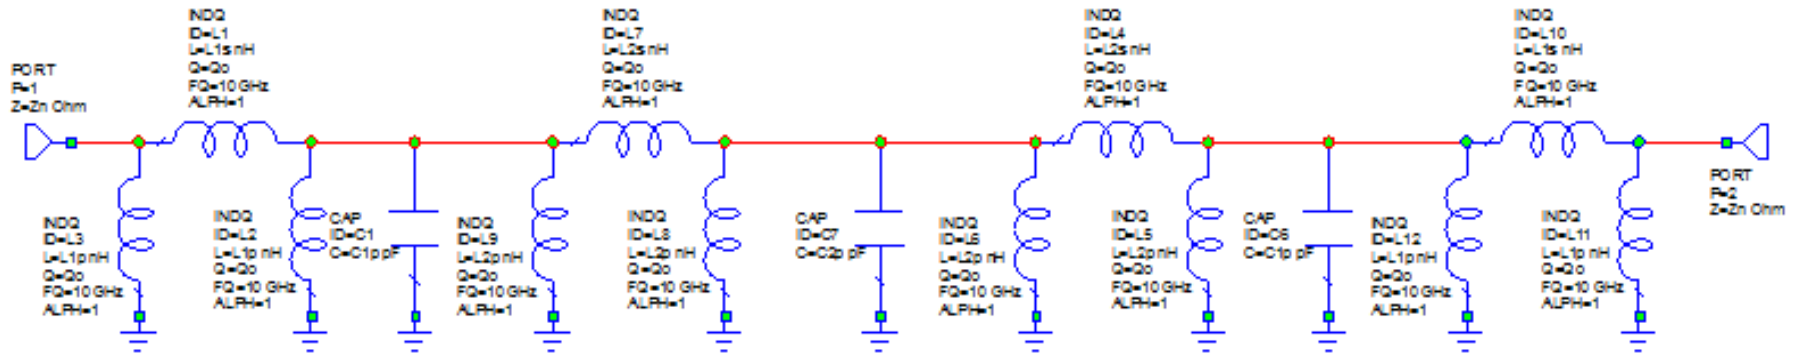 PORT
P=1
Z=Zn Ohm
INDQ
ID=L1
L=L1s nH
Q=Qo
FQ=10 GHz
ALPH=1
INDQ
ID=L7
L=L2s nH
Q=Qo
FQ=10 GHz
ALPH=1
INDQ
ID=L4
L=L2s nH
Q=Qo
FQ=10 GHz
ALPH=1
INDQ
ID=L10
L=L1s nH
Q=Qo
FQ=10 GHz
ALPH=1
INDQ
ID=L3
L=L1p nH
Q=Qo
FQ=10 GHz
ALPH=1
INDQ
ID=L2
L=L1p nH
Q=Qo
FQ=10 GHz
ALPH=1
CAP
ID=C1
C=C1p pF
INDQ
ID=L9
L=L2p nH
Q=Qo
FQ=10 GHz
ALPH=1
INDQ
ID=L8
L=L2p nH
Q=Qo
FQ=10 GHz
ALPH=1
CAP
ID=C7
C=C2p pF
INDQ
ID=L6
L=L2p nH
Q=Qo
FQ=10 GHz
ALPH=1
INDQ
ID=L5
L=L2p nH
Q=Qo
FQ=10 GHz
ALPH=1
CAP
ID=C6
C=C1p pF
INDQ
ID=L12
L=L1p nH
Q=Qo
FQ=10 GHz
ALPH=1
INDQ
ID=L11
L=L1p nH
Q=Qo
FQ=10 GHz
ALPH=1
PORT
P=2
Z=Zn Ohm